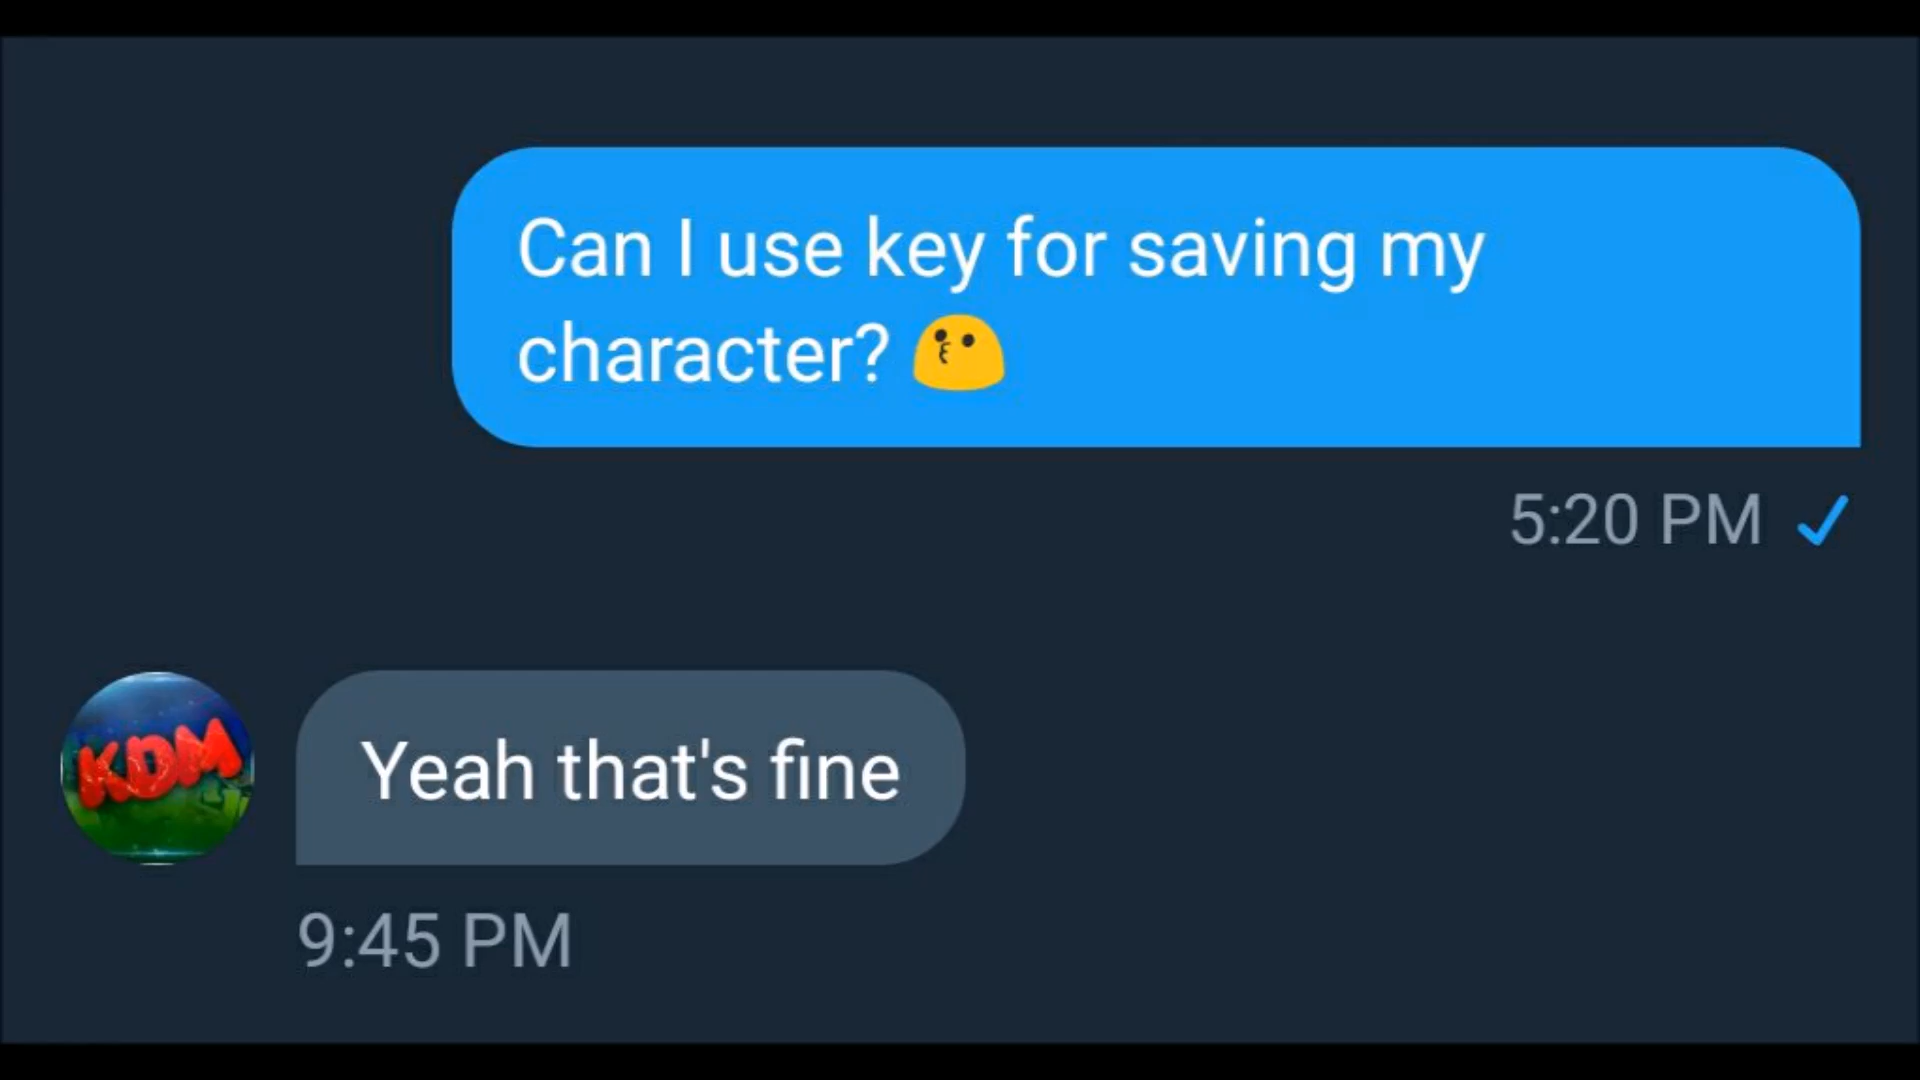 Can I use key for saving my
character? 😗
5:20 PM ✓
KDM
Yeah that's fine
9:45 PM